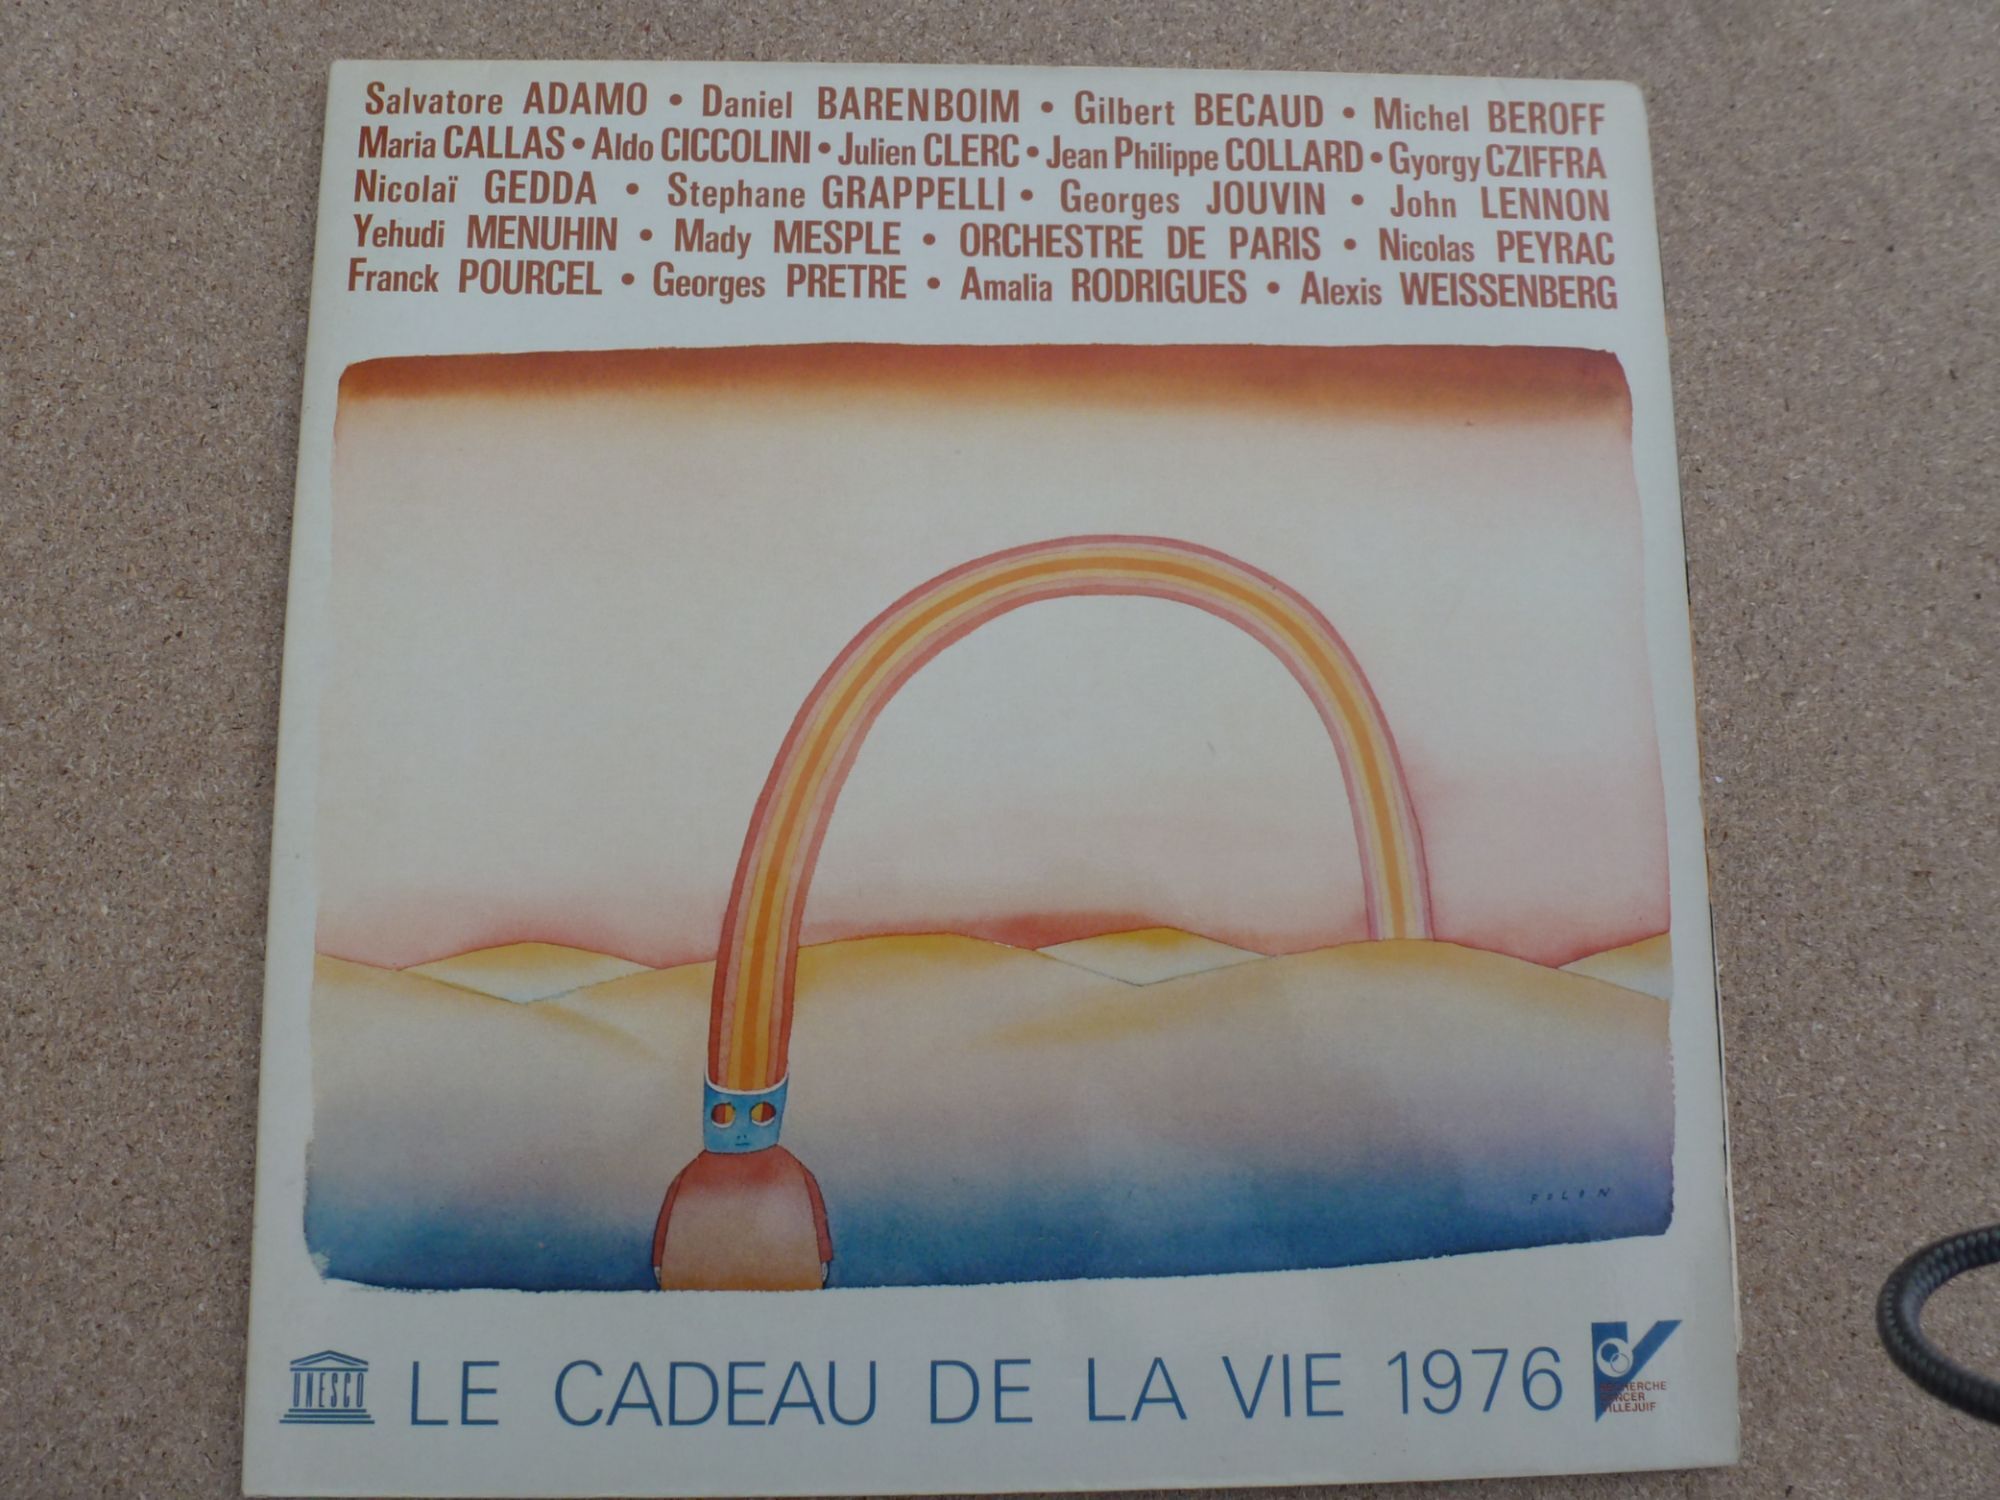 Salvatore ADAMO • Daniel BARENBOIM • Gilbert BECAUD • Michel BEROFF
Maria CALLAS • Aldo CICCOLINI • Julien CLERC • Jean Philippe COLLARD • Gyorgy CZIFFRA
Nicolaï GEDDA • Stephane GRAPPELLI • Georges JOUVIN • John LENNON
Yehudi MENUHIN • Mady MESPLE • ORCHESTRE DE PARIS • Nicolas PEYRAC
Franck POURCEL • Georges PRETRE • Amalia RODRIGUES • Alexis WEISSENBERG
FOLON
UNESCO
LE CADEAU DE LA VIE 1976
RECHERCHE
CANCER
VILLEJUIF